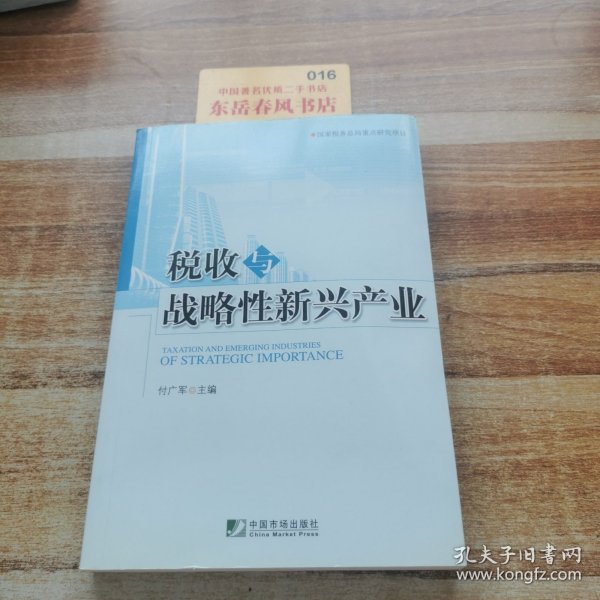 016
中国著名优质二手书店
东岳春风书店
国家税务总局重点研究项目
税收与
战略性新兴产业
TAXATION AND EMERGING INDUSTRIES
OF STRATEGIC IMPORTANCE
付广军◎主编
中国市场出版社
China Market Press
孔夫子旧书网
www.kongfz.com